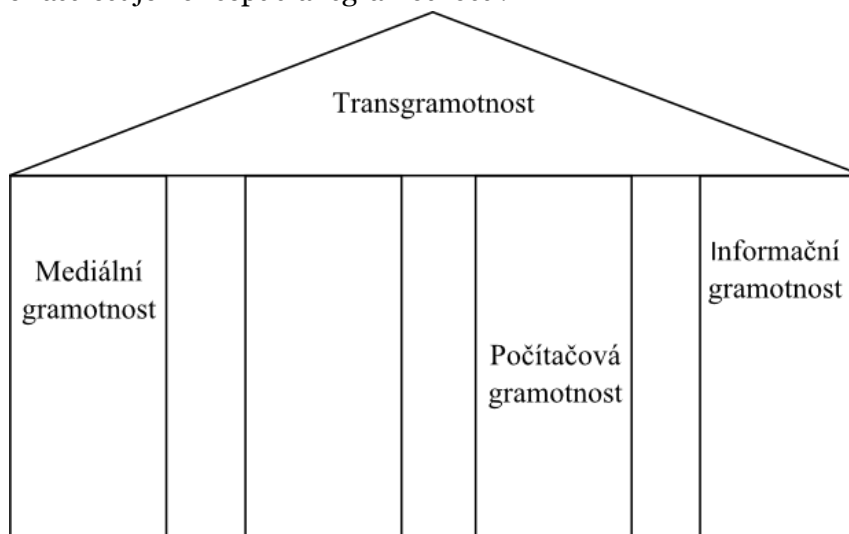 Transgramotnost
Mediální
gramotnost
Počítačová
gramotnost
Informační
gramotnost